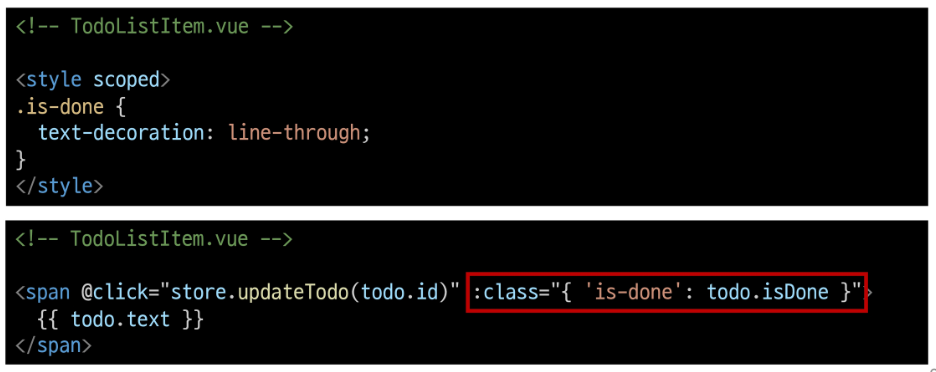 <!-- TodoListItem.vue -->
<style scoped>
.is-done {
  text-decoration: line-through;
}
</style>
<!-- TodoListItem.vue -->
<span @click="store.updateTodo(todo.id)" :class="{ 'is-done': todo.isDone }">
  {{ todo.text }}
</span>